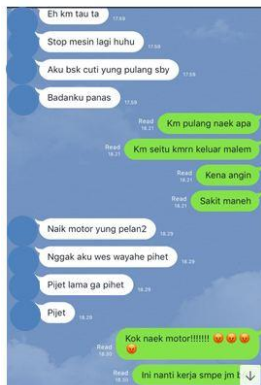 Eh km tau ta
17.59
Stop mesin lagi huhu
17.59
Aku bsk cuti yung pulang sby
17.59
Badanku panas
17.59
Read
18.21
Km pulang naek apa
Read
18.21
Km seitu kmrn keluar malem
Read
18.21
Kena angin
Read
18.21
Sakit maneh
Naik motor yung pelan2
18.29
Nggak aku wes wayahe pihet
18.29
Pijet lama ga pihet
18.29
Pijet
18.29
Read
18.30
Kok naek motor!!!!!!! 😡 😡 😡
😡
Read
18.30
Ini nanti kerja smpe jm